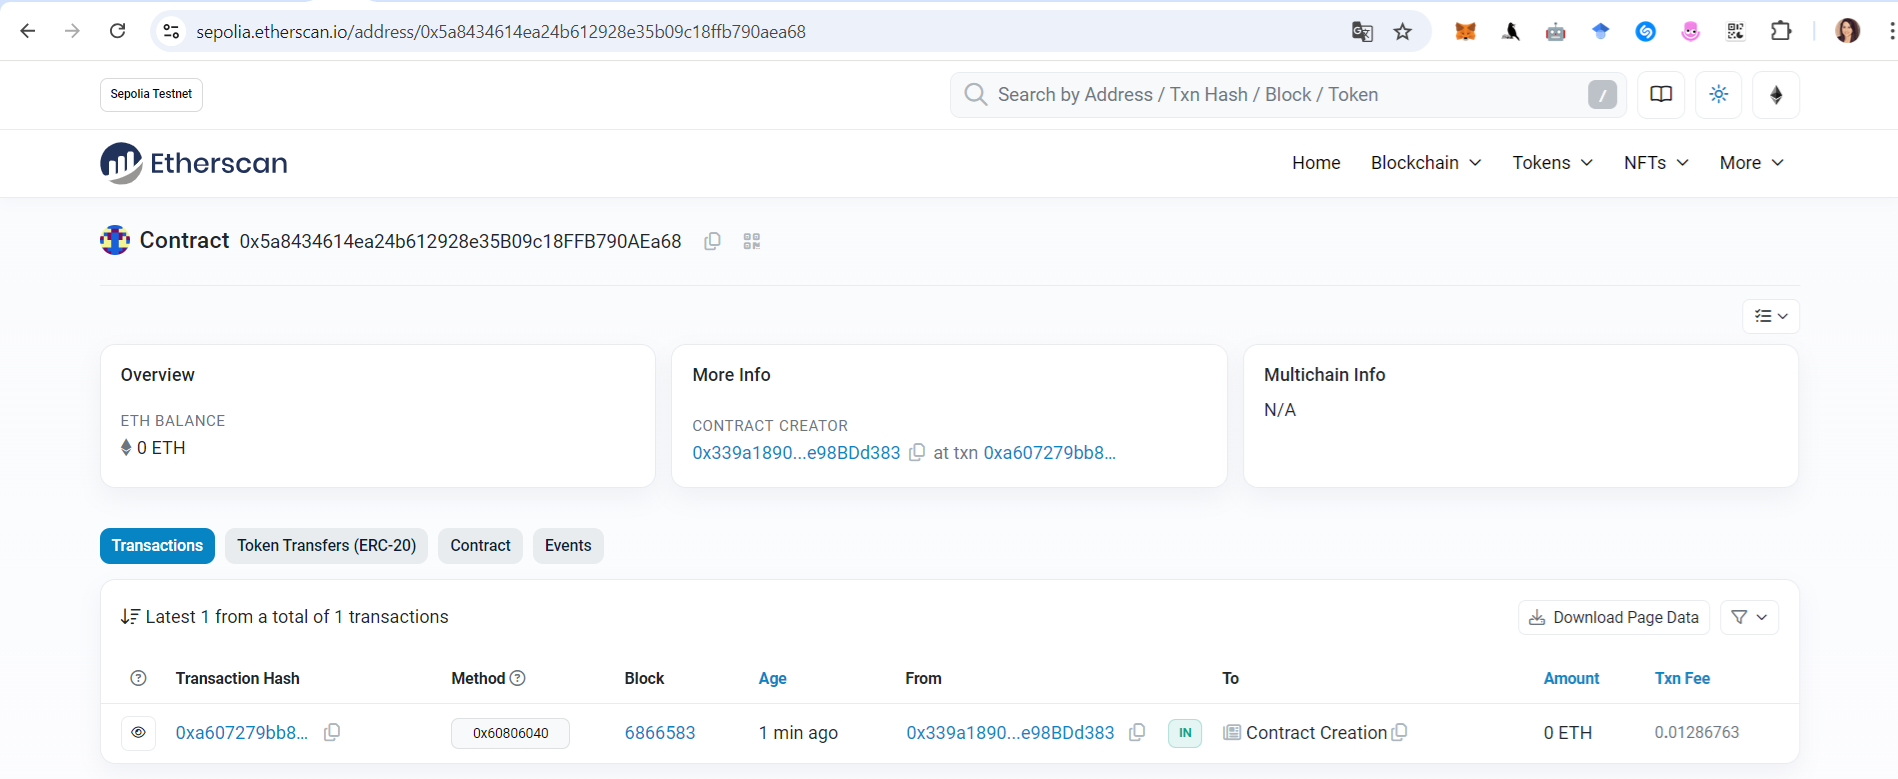 sepolia.etherscan.io/address/0x5a8434614ea24b612928e35b09c18ffb790aea68
Sepolia Testnet
Search by Address / Txn Hash / Block / Token
/
Etherscan
Home Blockchain Tokens NFTs More
Contract 0x5a8434614ea24b612928e35B09c18FFB790AEa68
Overview
ETH BALANCE
0 ETH
More Info
CONTRACT CREATOR
0x339a1890...e98BDd383 at txn 0xa607279bb8...
Multichain Info
N/A
Transactions Token Transfers (ERC-20) Contract Events
Latest 1 from a total of 1 transactions
Download Page Data
Transaction Hash Method Block Age From To Amount Txn Fee
0xa607279bb8... 0x60806040 6866583 1 min ago 0x339a1890...e98BDd383 IN Contract Creation 0 ETH 0.01286763